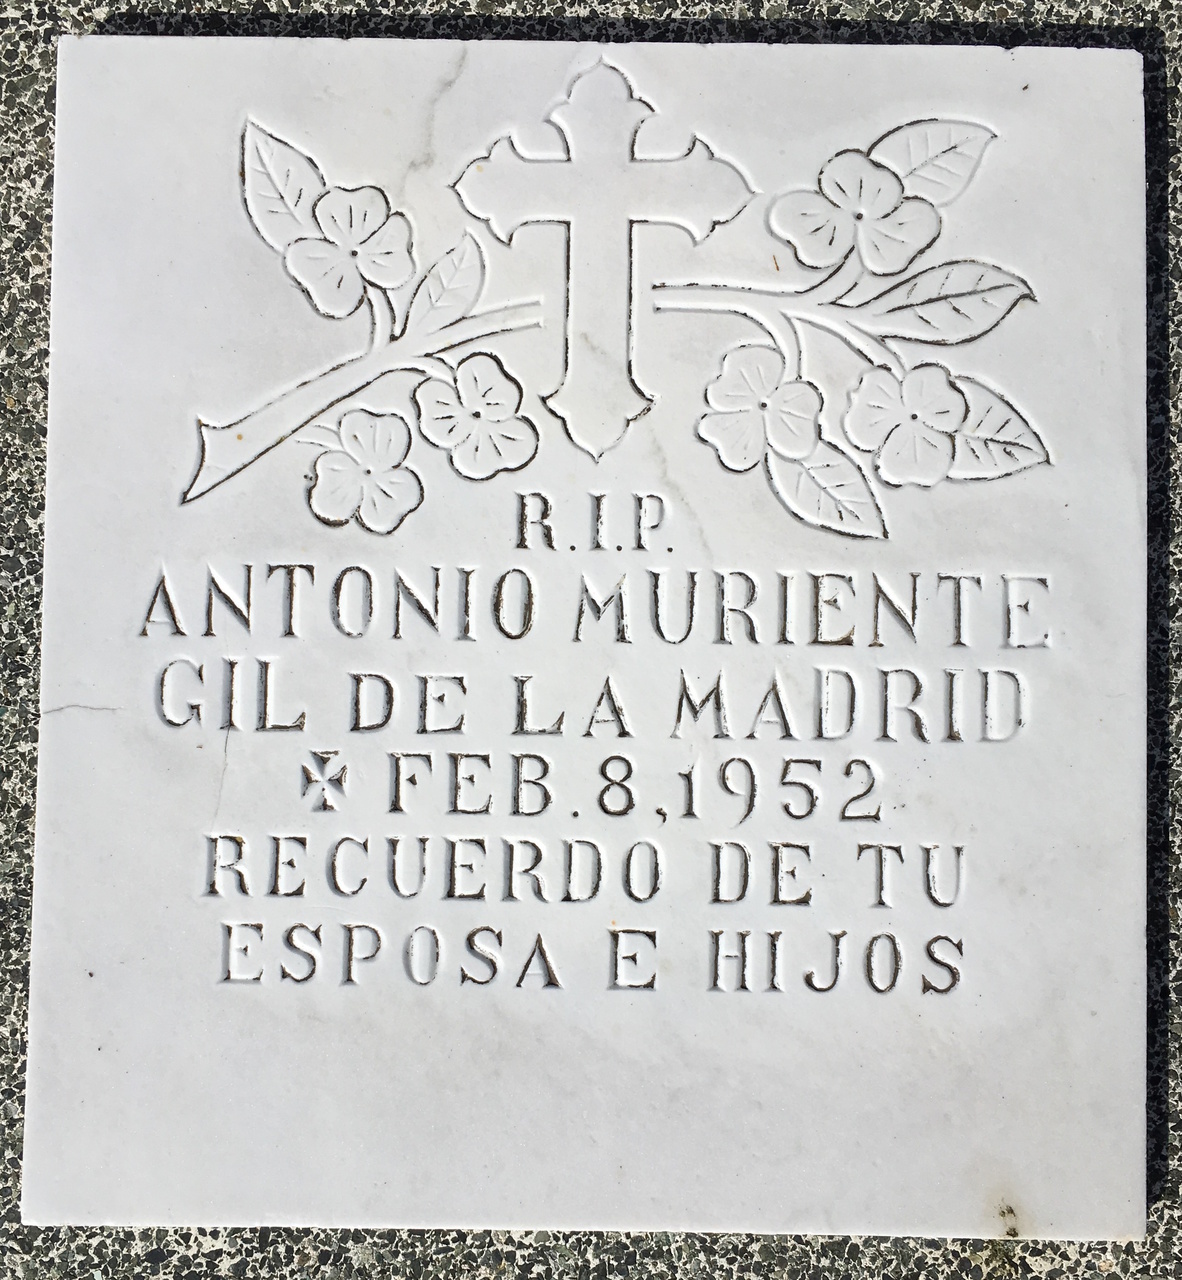 R.I.P.
ANTONIO MURIENTE
GIL DE LA MADRID
✠ FEB. 8, 1952
RECUERDO DE TU
ESPOSA E HIJOS